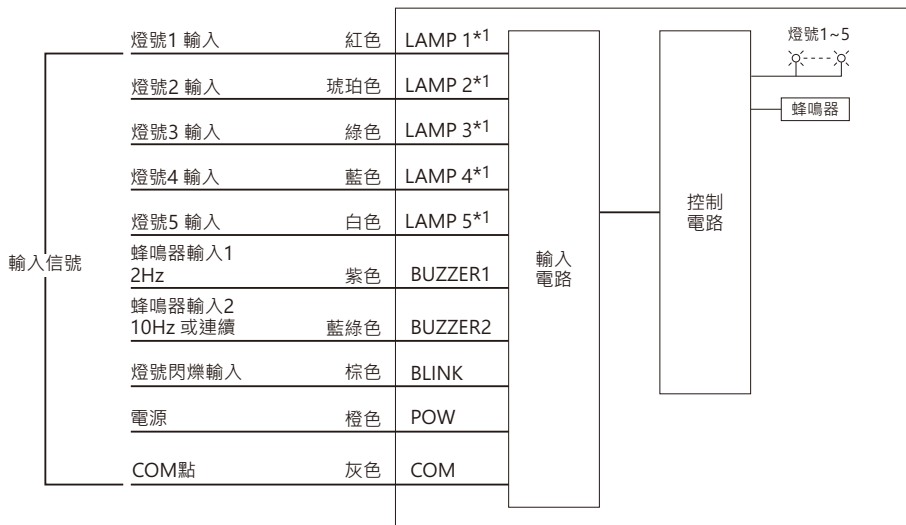 燈號1 輸入 紅色 LAMP 1*1
燈號2 輸入 琥珀色 LAMP 2*1
燈號3 輸入 綠色 LAMP 3*1
燈號4 輸入 藍色 LAMP 4*1
燈號5 輸入 白色 LAMP 5*1
蜂鳴器輸入1
2Hz 紫色 BUZZER1
蜂鳴器輸入2
10Hz 或連續 藍綠色 BUZZER2
燈號閃爍輸入 棕色 BLINK
電源 橙色 POW
COM點 灰色 COM
輸入信號
輸入
電路
控制
電路
燈號1~5
蜂鳴器